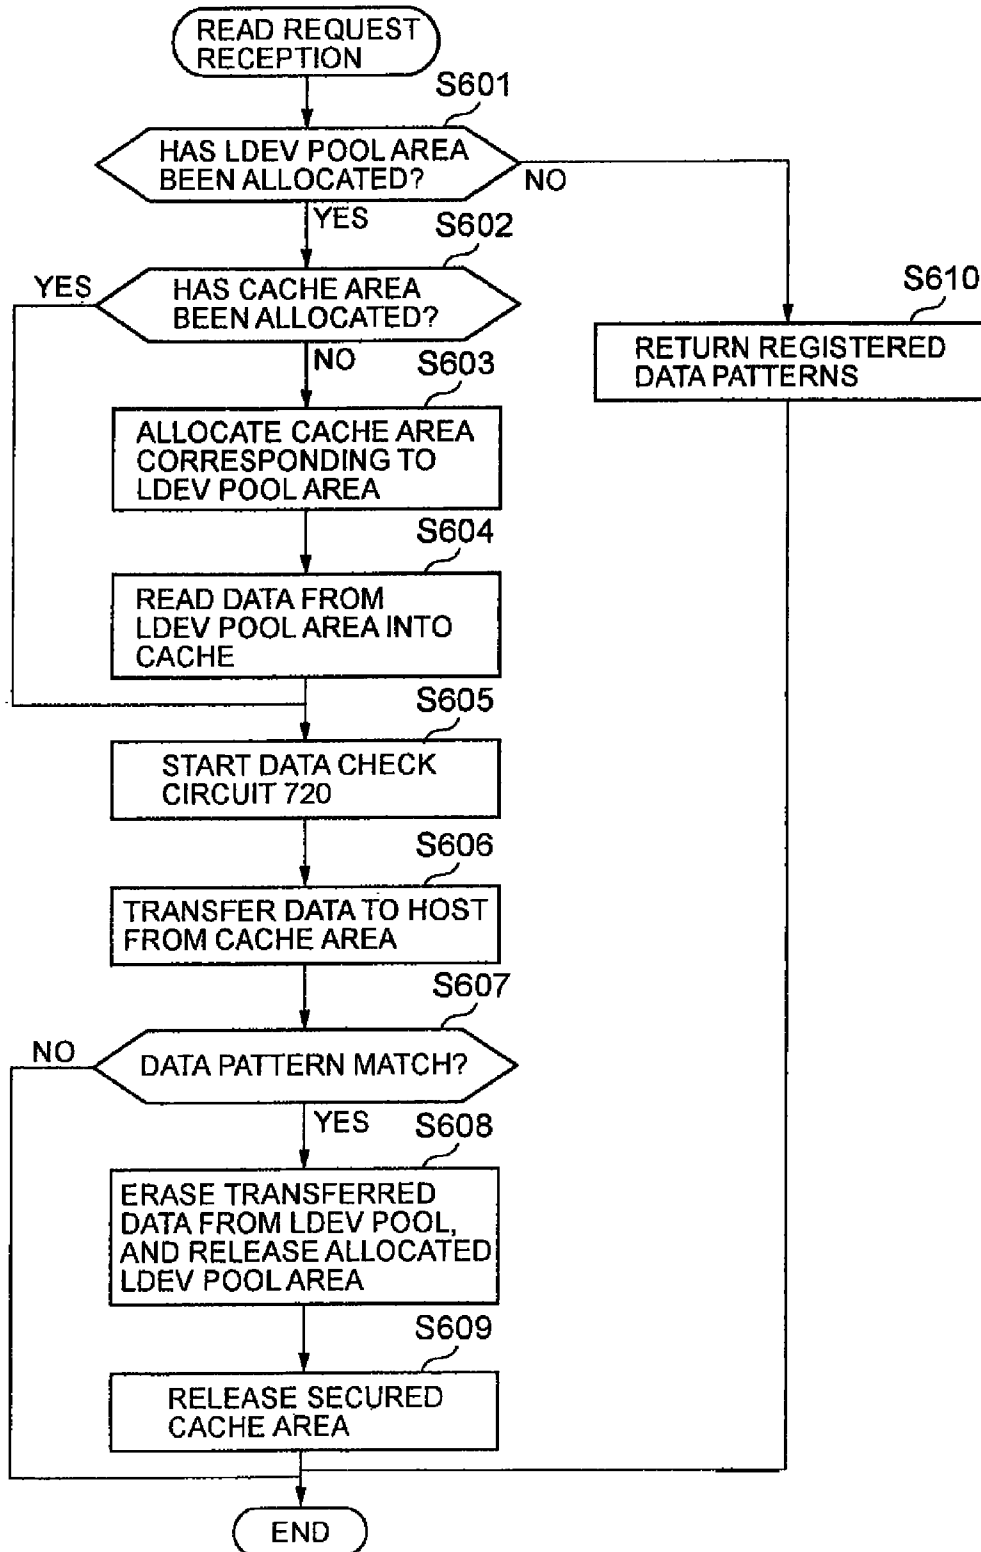 READ REQUEST
RECEPTION
S601
HAS LDEV POOL AREA
BEEN ALLOCATED?
NO
YES
S602
YES
HAS CACHE AREA
BEEN ALLOCATED?
S610
RETURN REGISTERED
DATA PATTERNS
NO
S603
ALLOCATE CACHE AREA
CORRESPONDING TO
LDEV POOL AREA
S604
READ DATA FROM
LDEV POOL AREA INTO
CACHE
S605
START DATA CHECK
CIRCUIT 720
S606
TRANSFER DATA TO HOST
FROM CACHE AREA
S607
NO
DATA PATTERN MATCH?
YES
S608
ERASE TRANSFERRED
DATA FROM LDEV POOL,
AND RELEASE ALLOCATED
LDEV POOL AREA
S609
RELEASE SECURED
CACHE AREA
END